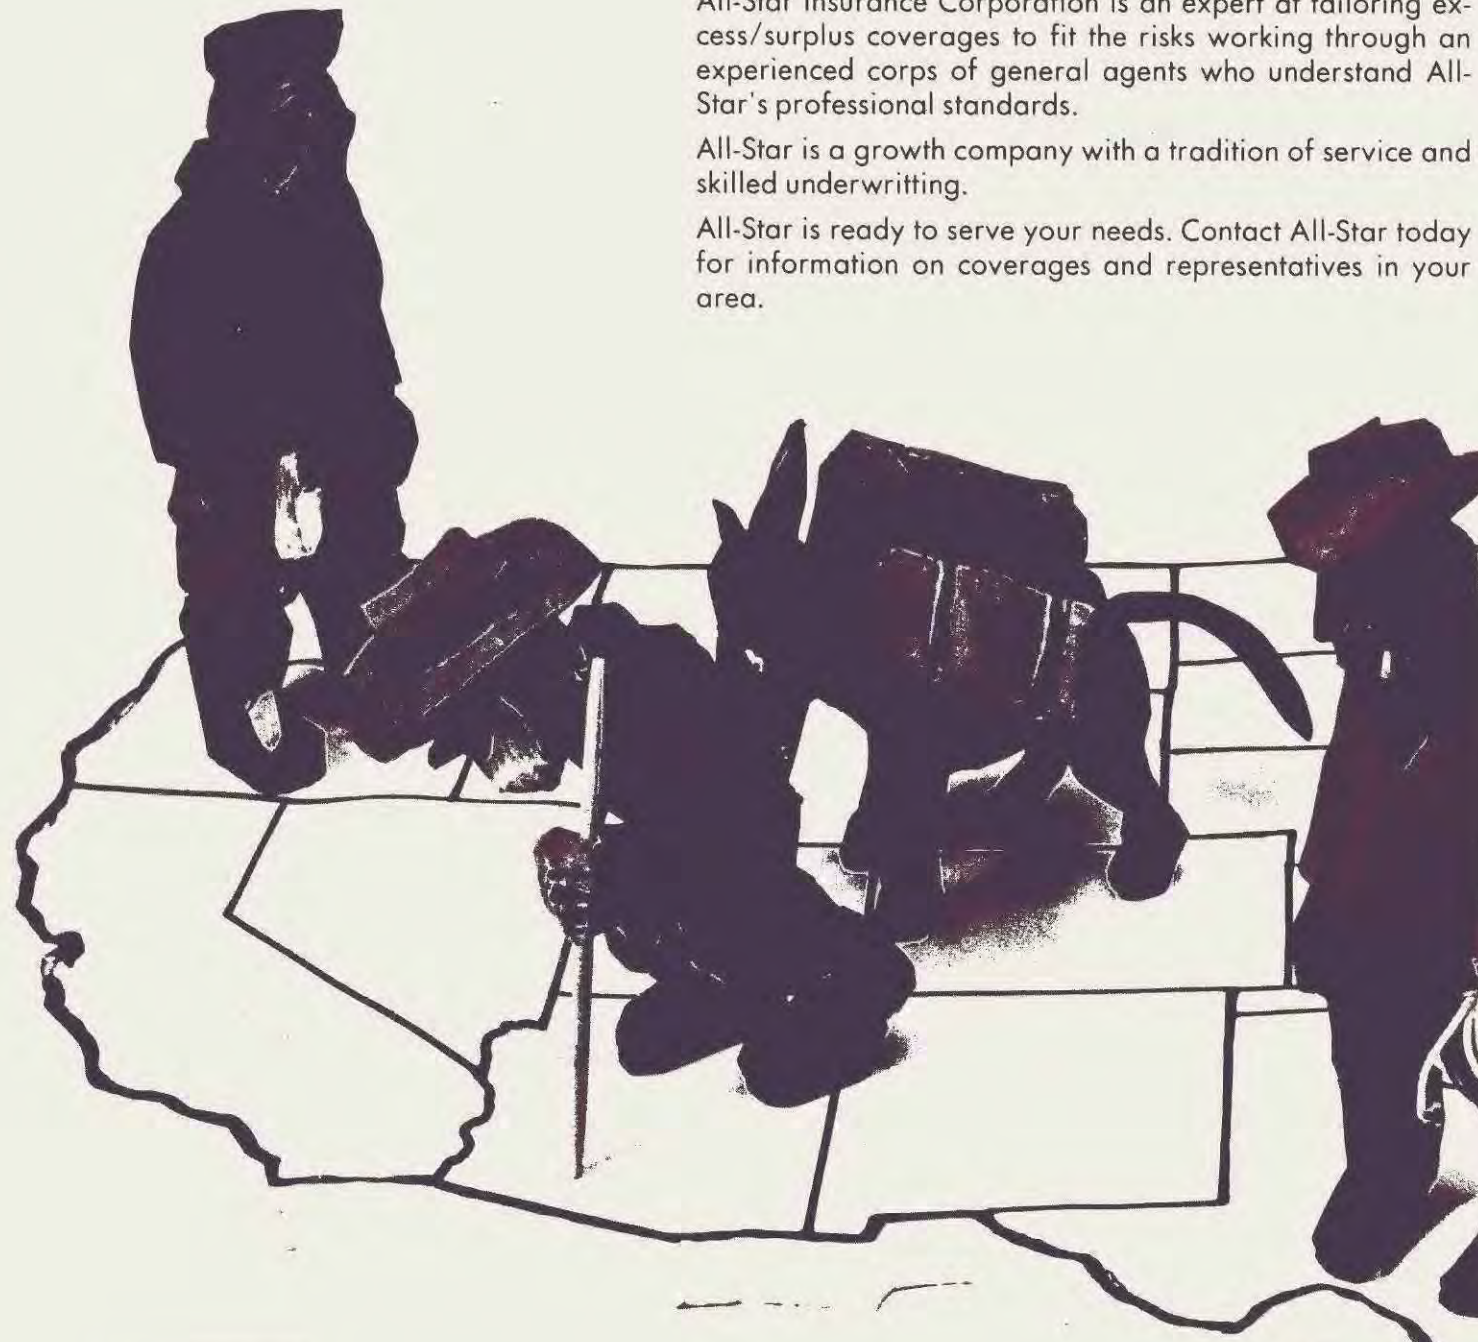 All-Star Insurance Corporation is an expert at tailoring ex-
cess/surplus coverages to fit the risks working through an
experienced corps of general agents who understand All-
Star's professional standards.
All-Star is a growth company with a tradition of service and
skilled underwritting.
All-Star is ready to serve your needs. Contact All-Star today
for information on coverages and representatives in your
area.